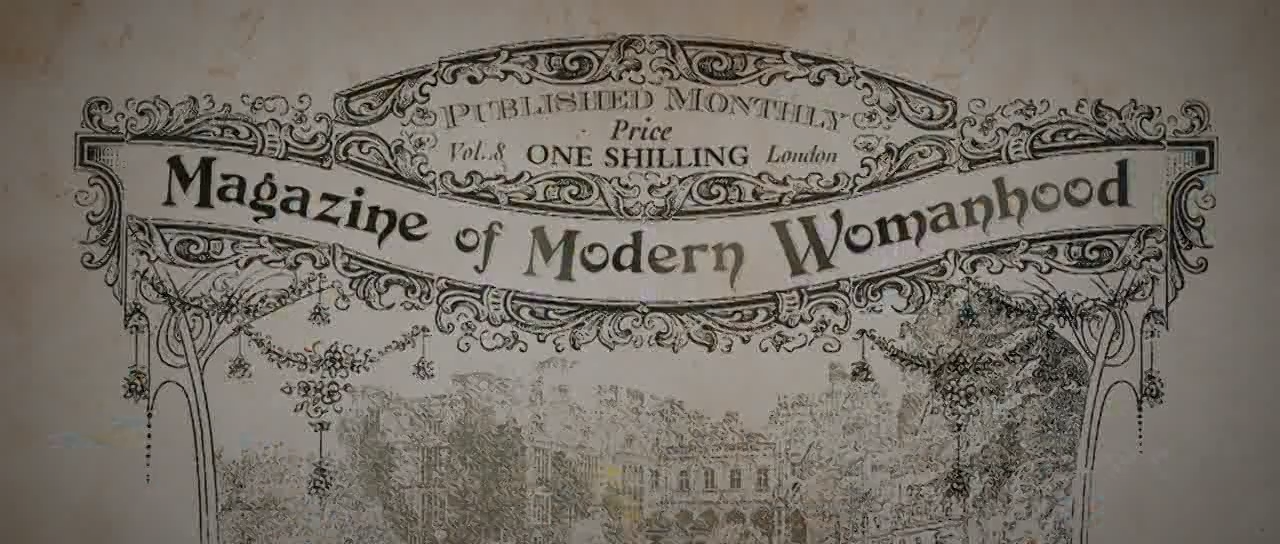 PUBLISHED MONTHLY
Price
Vol..8 ONE SHILLING London
Magazine of Modern Womanhood